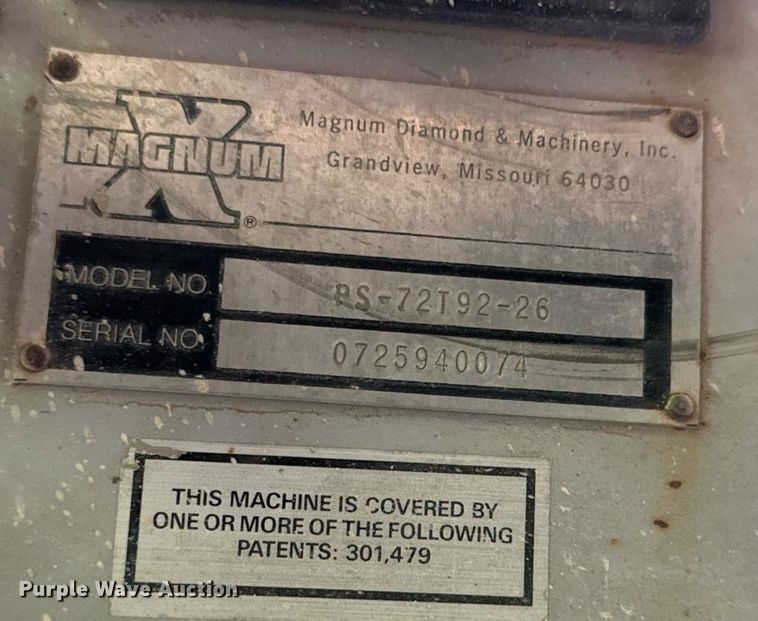 X
MAGNUM
®
Magnum Diamond & Machinery, Inc.
Grandview, Missouri 64030
MODEL NO. PS-72T92-26
SERIAL NO. 0725940074
THIS MACHINE IS COVERED BY
ONE OR MORE OF THE FOLLOWING
PATENTS: 301,479
Purple Wave Auction